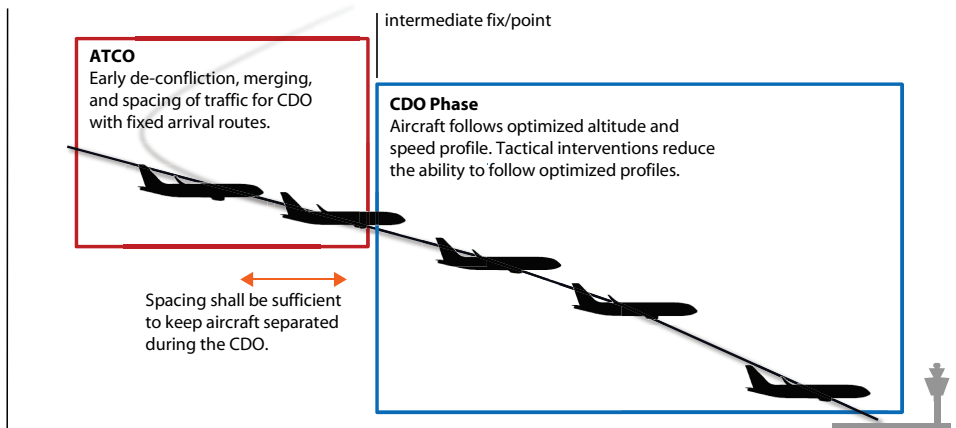 intermediate fix/point
ATCO
Early de-confliction, merging,
and spacing of traffic for CDO
with fixed arrival routes.
CDO Phase
Aircraft follows optimized altitude and
speed profile. Tactical interventions reduce
the ability to follow optimized profiles.
Spacing shall be sufficient
to keep aircraft separated
during the CDO.